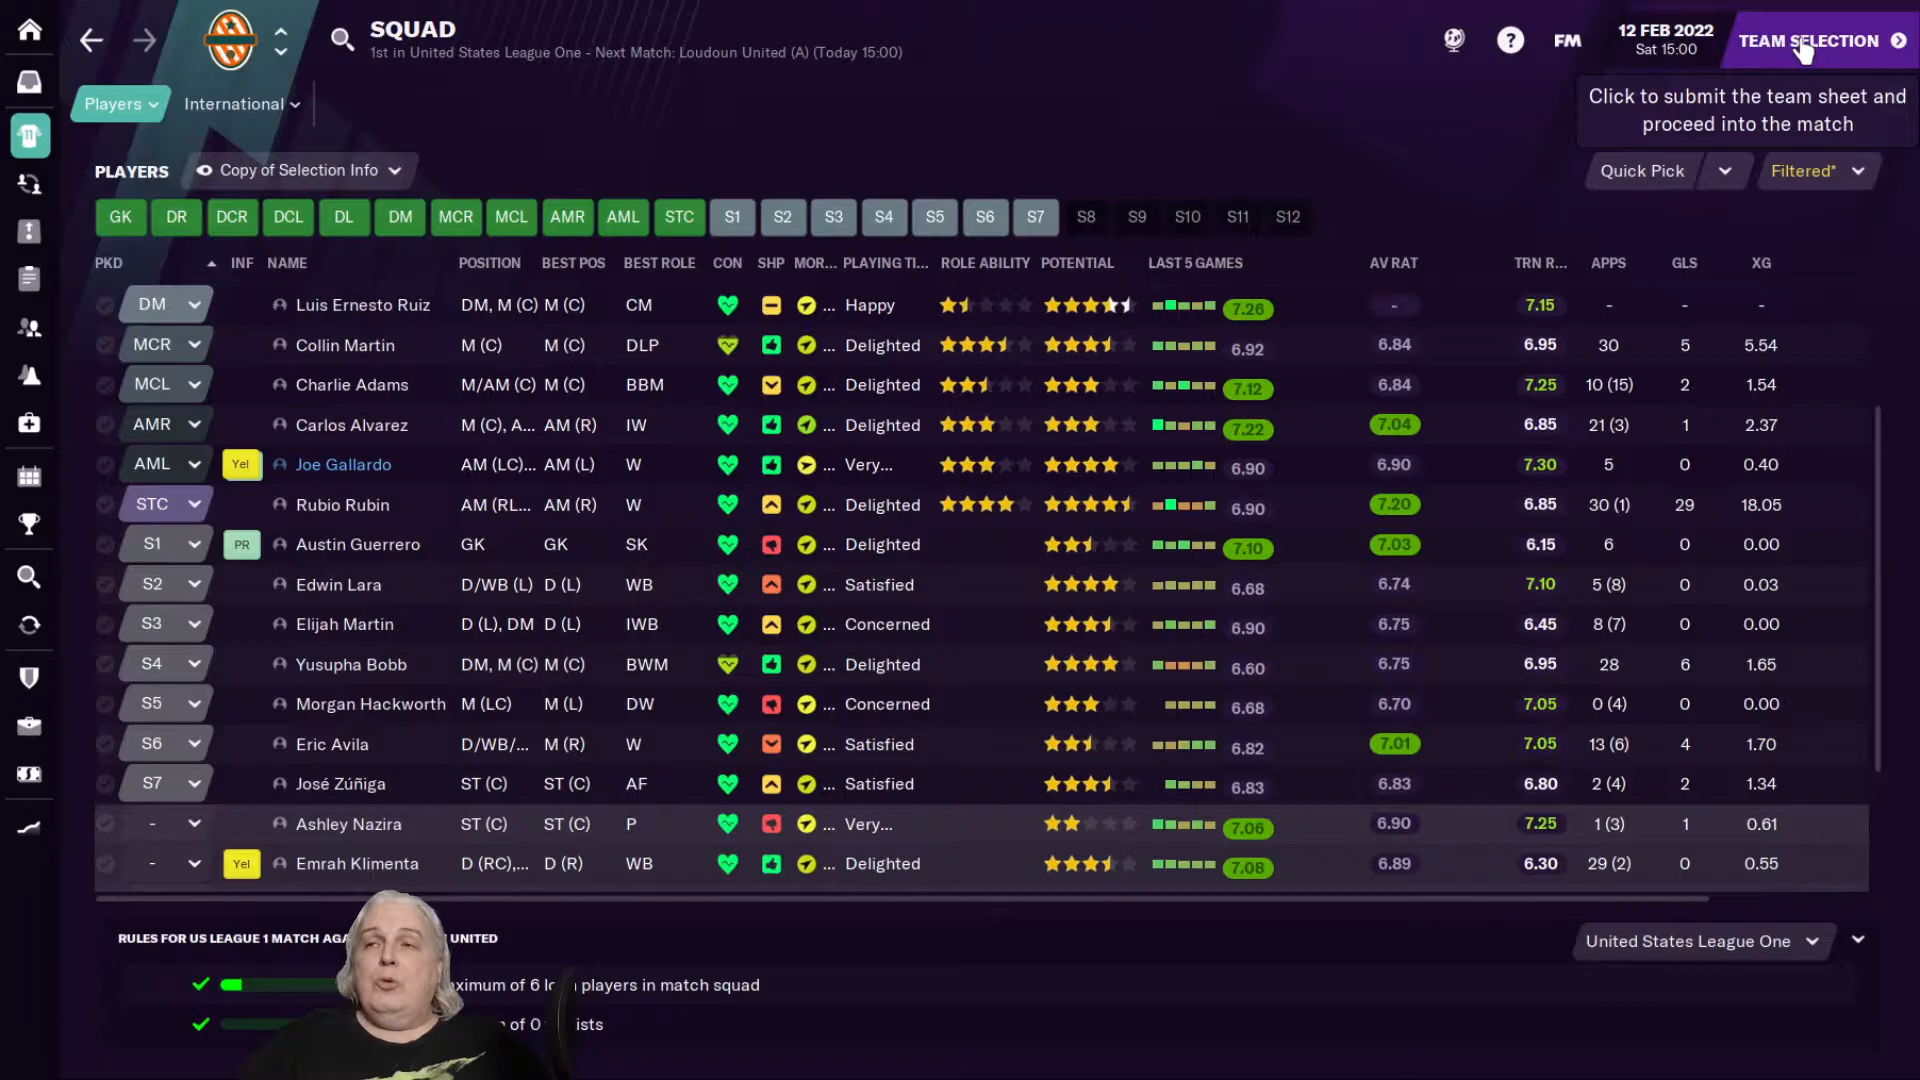 SQUAD
1st in United States League One - Next Match: Loudoun United (A) (Today 15:00)
FM
12 FEB 2022
Sat 15:00
TEAM SELECTION
Click to submit the team sheet and
proceed into the match
Players
International
PLAYERS
Copy of Selection Info
Quick Pick
Filtered*
GK DR DCR DCL DL DM MCR MCL AMR AML STC S1 S2 S3 S4 S5 S6 S7 S8 S9 S10 S11 S12
PKD INF NAME POSITION BEST POS BEST ROLE CON SHP MOR... PLAYING TI... ROLE ABILITY POTENTIAL LAST 5 GAMES AV RAT TRN R... APPS GLS XG
DM Luis Ernesto Ruiz DM, M (C) M (C) CM ... Happy 7.26 - 7.15 - - -
MCR Collin Martin M (C) M (C) DLP ... Delighted 6.92 6.84 6.95 30 5 5.54
MCL Charlie Adams M/AM (C) M (C) BBM ... Delighted 7.12 6.84 7.25 10 (15) 2 1.54
AMR Carlos Alvarez M (C), A... AM (R) IW ... Delighted 7.22 7.04 6.85 21 (3) 1 2.37
AML Yel Joe Gallardo AM (LC)... AM (L) W ... Very... 6.90 6.90 7.30 5 0 0.40
STC Rubio Rubin AM (RL... AM (R) W ... Delighted 6.90 7.20 6.85 30 (1) 29 18.05
S1 PR Austin Guerrero GK GK SK ... Delighted 7.10 7.03 6.15 6 0 0.00
S2 Edwin Lara D/WB (L) D (L) WB ... Satisfied 6.68 6.74 7.10 5 (8) 0 0.03
S3 Elijah Martin D (L), DM D (L) IWB ... Concerned 6.90 6.75 6.45 8 (7) 0 0.00
S4 Yusupha Bobb DM, M (C) M (C) BWM ... Delighted 6.60 6.75 6.95 28 6 1.65
S5 Morgan Hackworth M (LC) M (L) DW ... Concerned 6.68 6.70 7.05 0 (4) 0 0.00
S6 Eric Avila D/WB/... M (R) W ... Satisfied 6.82 7.01 7.05 13 (6) 4 1.70
S7 José Zúñiga ST (C) ST (C) AF ... Satisfied 6.83 6.83 6.80 2 (4) 2 1.34
- Ashley Nazira ST (C) ST (C) P ... Very... 7.06 6.90 7.25 1 (3) 1 0.61
- Yel Emrah Klimenta D (RC),... D (R) WB ... Delighted 7.08 6.89 6.30 29 (2) 0 0.55
RULES FOR US LEAGUE 1 MATCH UNITED
United States League One
of 6 players in match squad
of 0